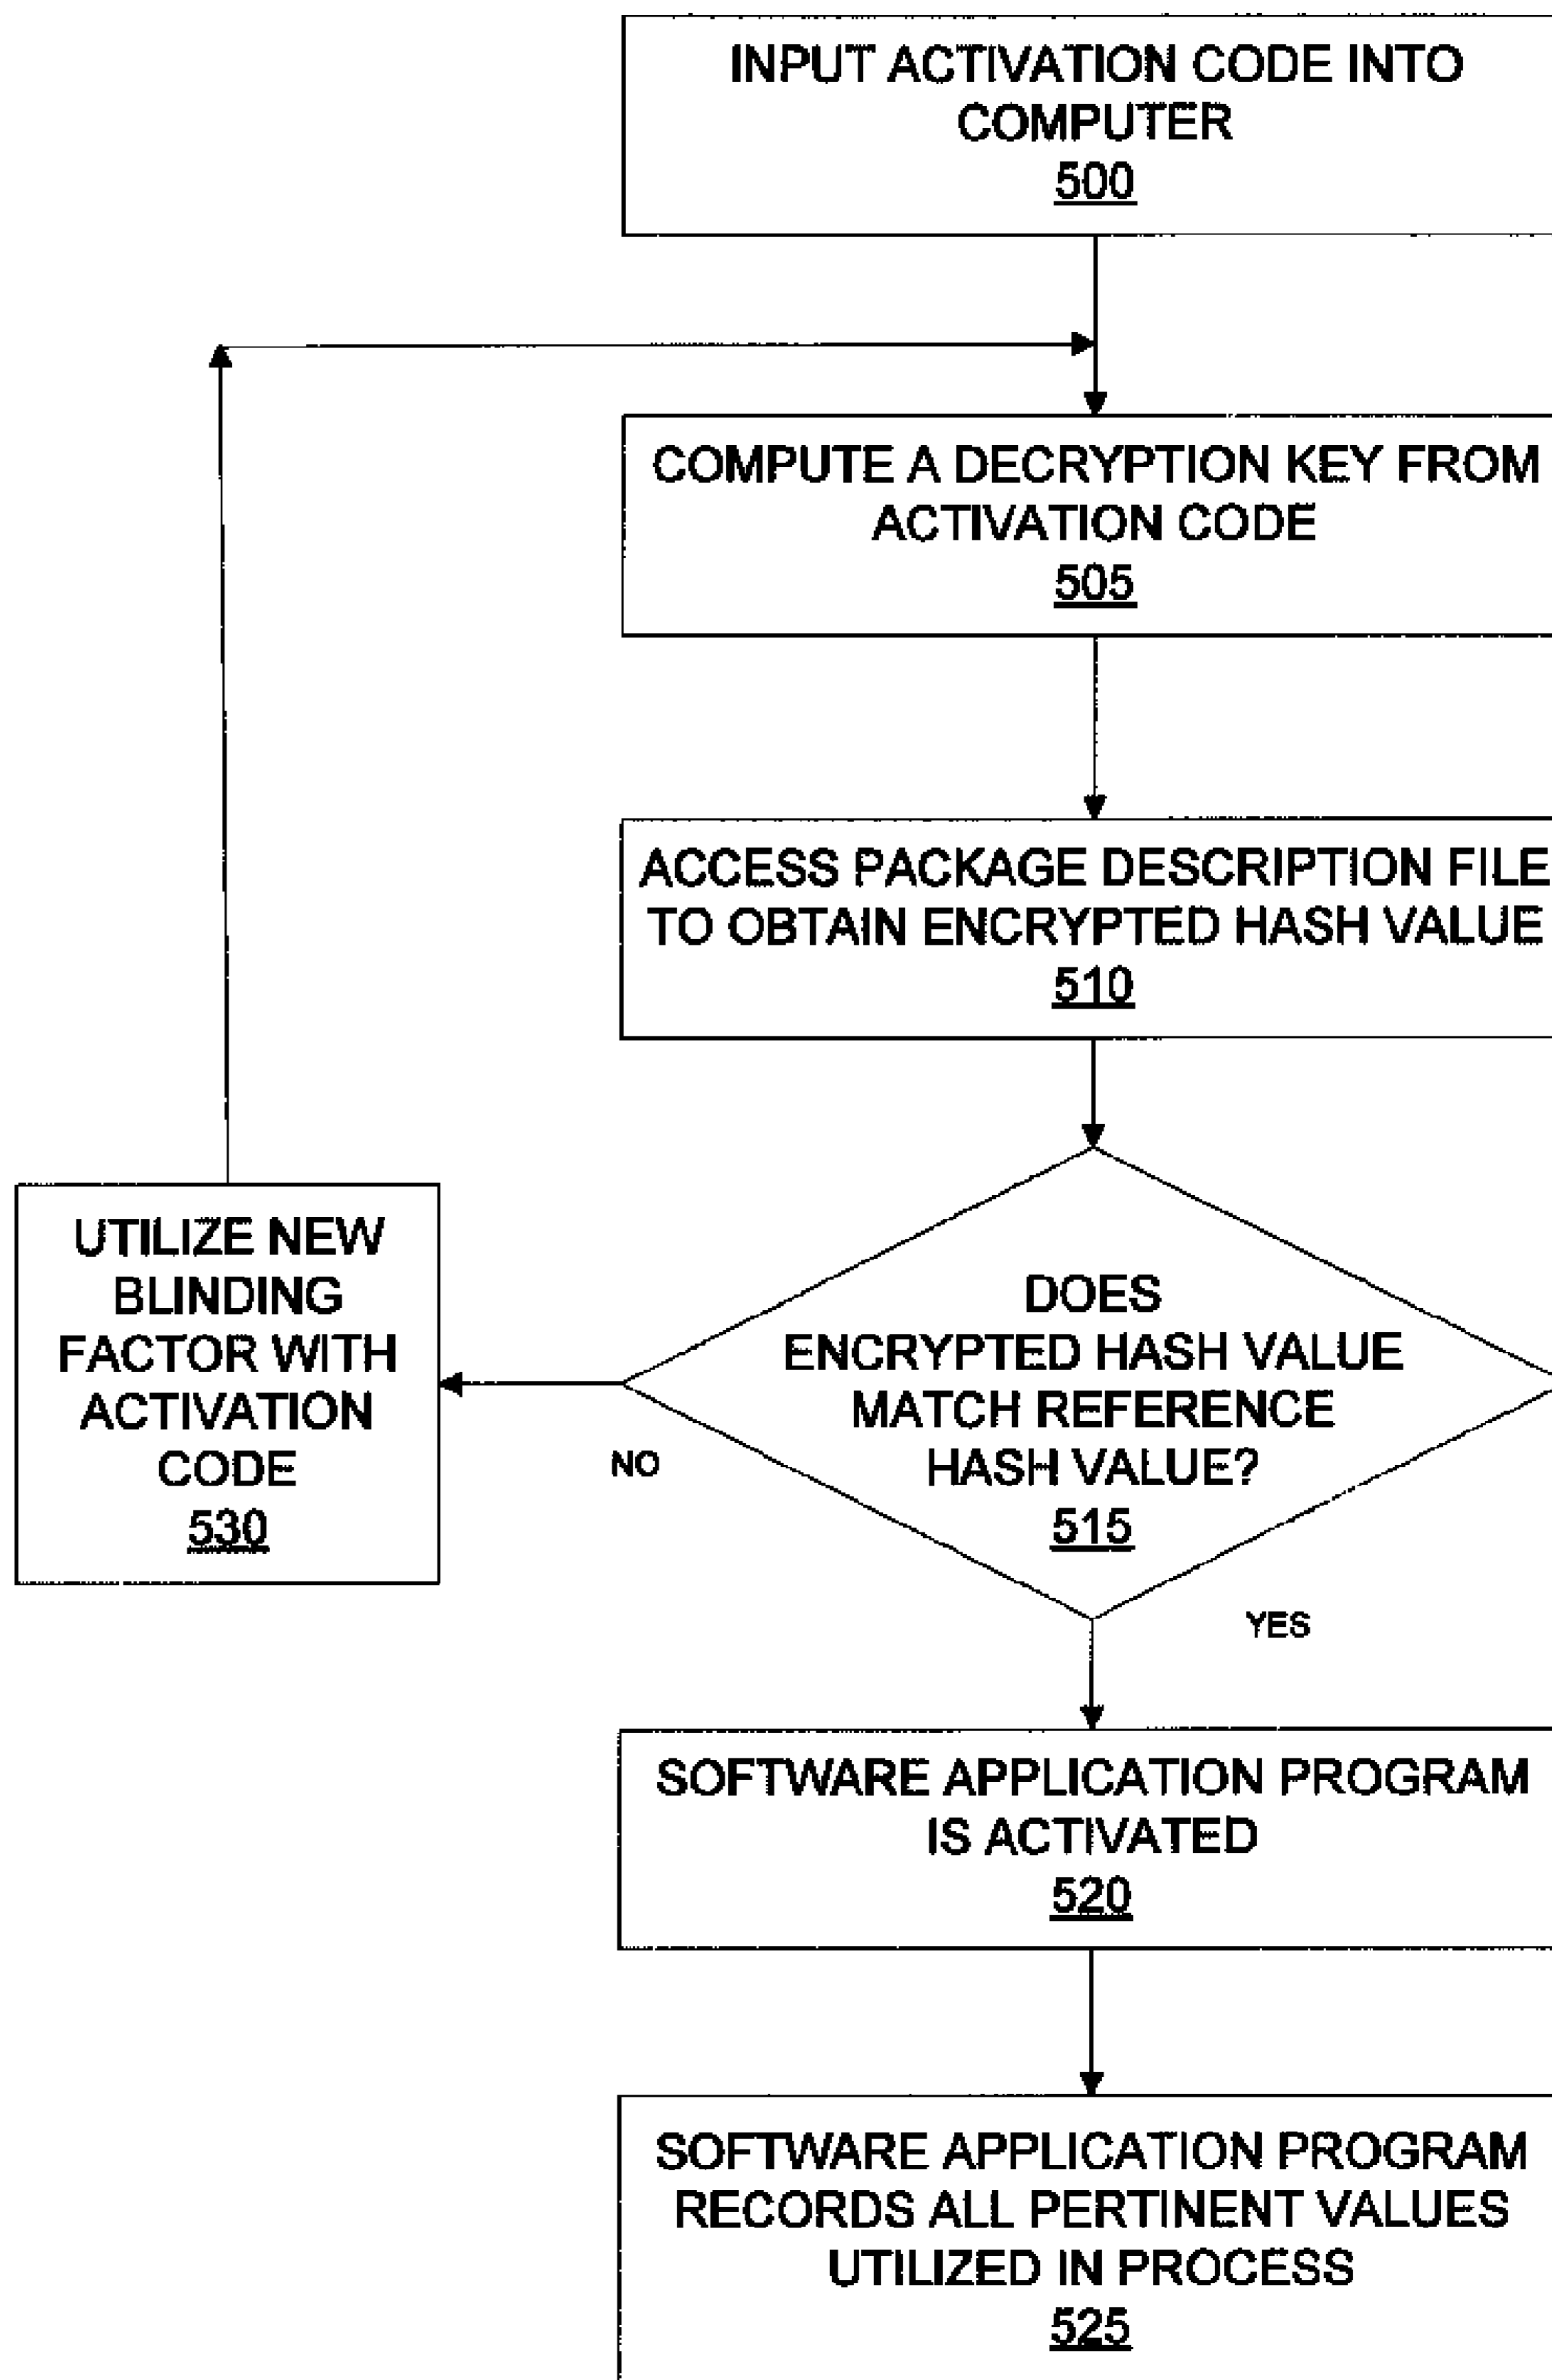 INPUT ACTIVATION CODE INTO
COMPUTER
500
COMPUTE A DECRYPTION KEY FROM
ACTIVATION CODE
505
ACCESS PACKAGE DESCRIPTION FILE
TO OBTAIN ENCRYPTED HASH VALUE
510
UTILIZE NEW
BLINDING
FACTOR WITH
ACTIVATION
CODE
530
DOES
ENCRYPTED HASH VALUE
MATCH REFERENCE
HASH VALUE?
515
NO
YES
SOFTWARE APPLICATION PROGRAM
IS ACTIVATED
520
SOFTWARE APPLICATION PROGRAM
RECORDS ALL PERTINENT VALUES
UTILIZED IN PROCESS
525